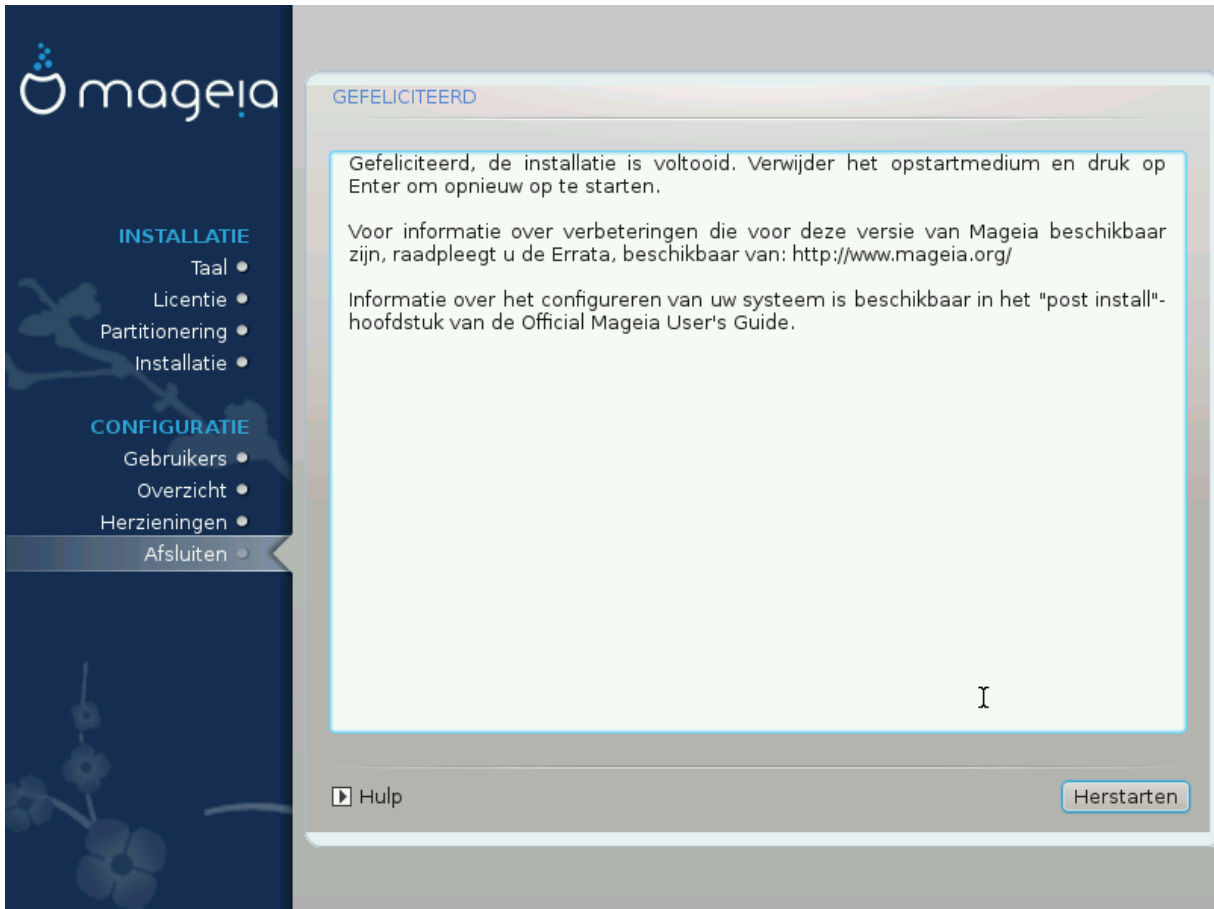 mageia
INSTALLATIE
Taal
Licentie
Partitionering
Installatie
CONFIGURATIE
Gebruikers
Overzicht
Herzieningen
Afsluiten
GEFELICITEERD
Gefeliciteerd, de installatie is voltooid. Verwijder het opstartmedium en druk op
Enter om opnieuw op te starten.
Voor informatie over verbeteringen die voor deze versie van Mageia beschikbaar
zijn, raadpleegt u de Errata, beschikbaar van: http://www.mageia.org/
Informatie over het configureren van uw systeem is beschikbaar in het "post install"-
hoofdstuk van de Official Mageia User's Guide.
Hulp
Herstarten